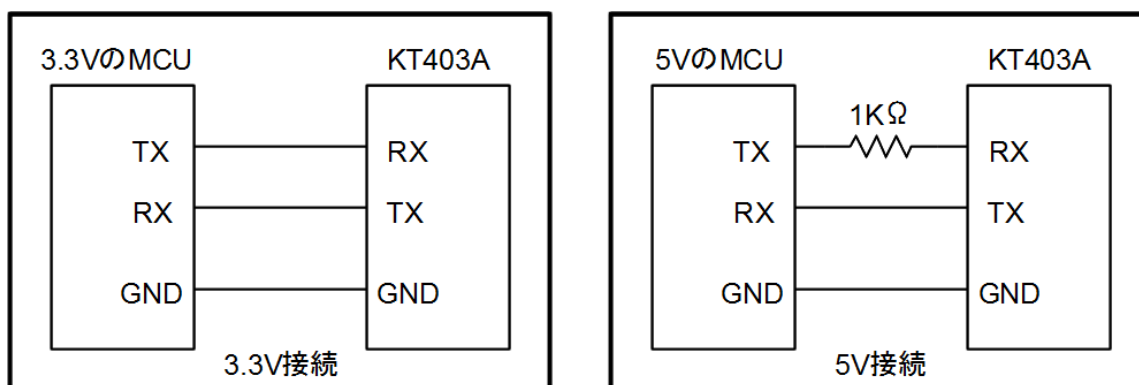 3.3VのMCU
KT403A
TX
RX
RX
TX
GND
GND
3.3V接続
5VのMCU
KT403A
1KΩ
TX
RX
RX
TX
GND
GND
5V接続